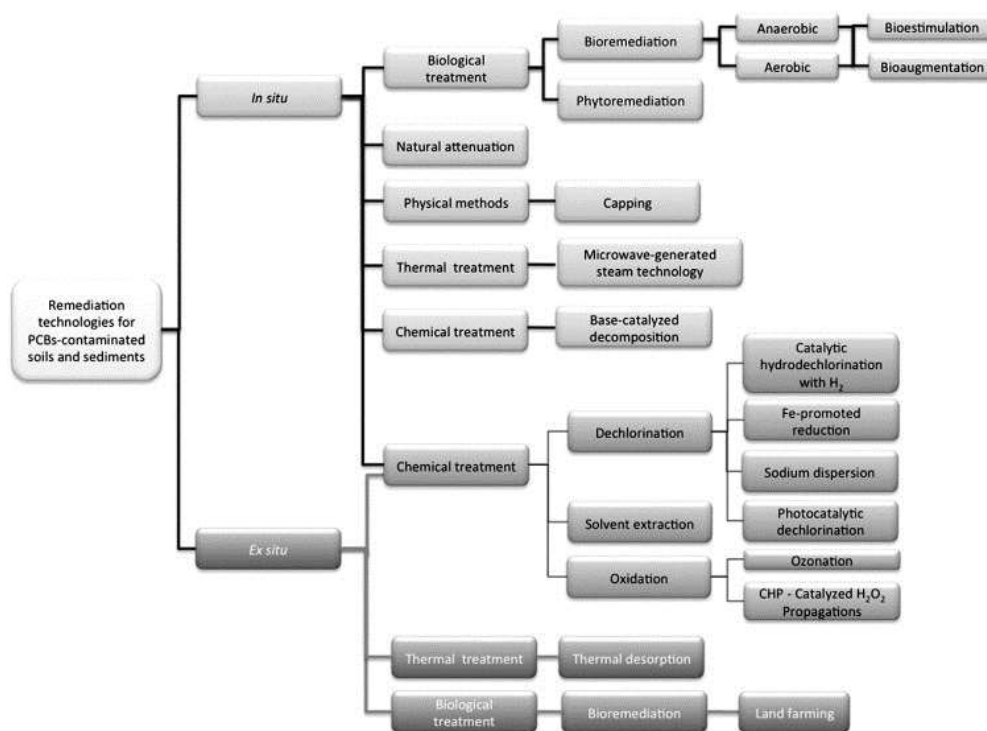 Remediation
technologies for
PCBs-contaminated
soils and sediments
In situ
Biological
treatment
Bioremediation
Anaerobic
Aerobic
Bioestimulation
Bioaugmentation
Phytoremediation
Natural attenuation
Physical methods
Capping
Thermal treatment
Microwave-generated
steam technology
Chemical treatment
Base-catalyzed
decomposition
Chemical treatment
Dechlorination
Catalytic
hydrodechlorination
with H₂
Fe-promoted
reduction
Sodium dispersion
Photocatalytic
dechlorination
Solvent extraction
Oxidation
Ozonation
CHP - Catalyzed H₂O₂
Propagations
Ex situ
Thermal treatment
Thermal desorption
Biological
treatment
Bioremediation
Land farming